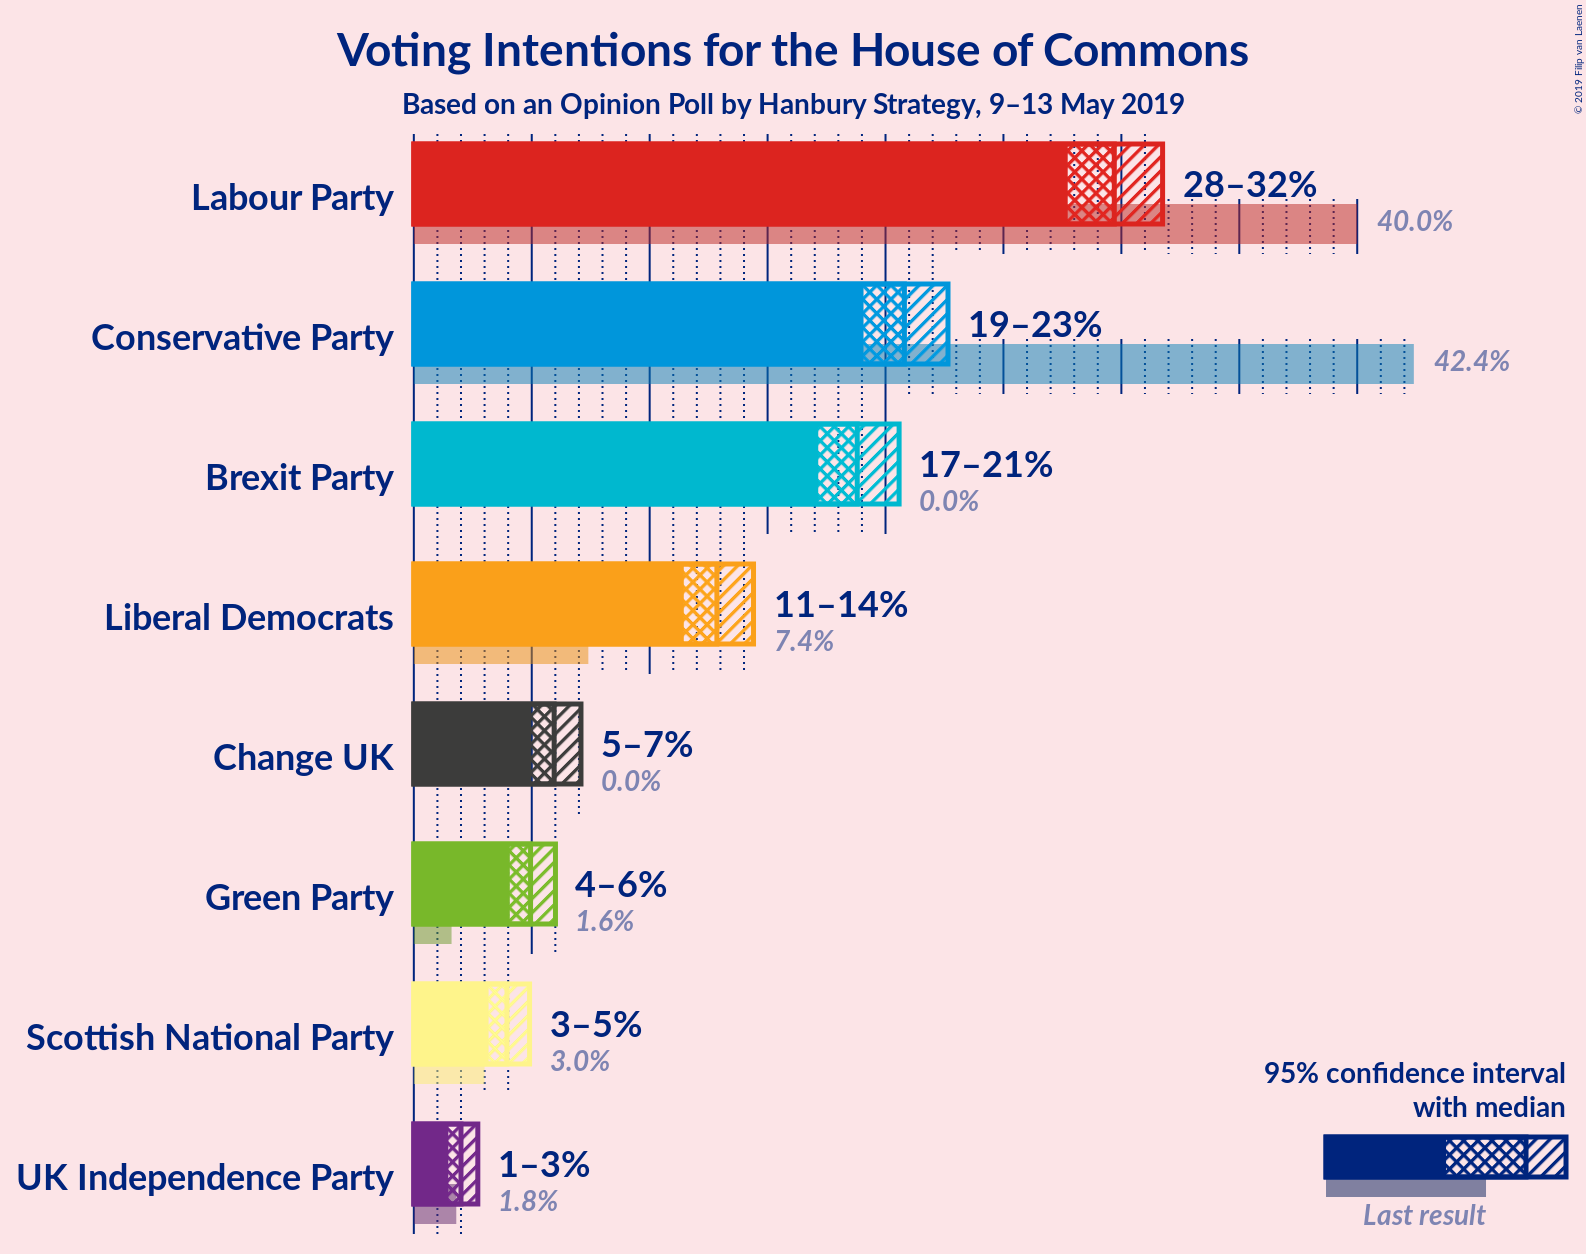 Voting Intentions for the House of Commons
Based on an Opinion Poll by Hanbury Strategy, 9–13 May 2019
© 2019 Filip van Laenen
Labour Party
28–32%
40.0%
Conservative Party
19–23%
42.4%
Brexit Party
17–21%
0.0%
Liberal Democrats
11–14%
7.4%
Change UK
5–7%
0.0%
Green Party
4–6%
1.6%
Scottish National Party
3–5%
3.0%
UK Independence Party
1–3%
1.8%
95% confidence interval
with median
Last result